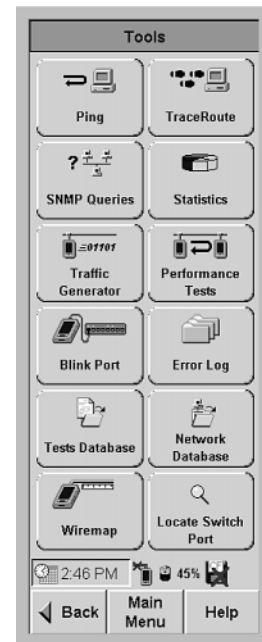 Tools
Ping
TraceRoute
?
SNMP Queries
Statistics
01101
Traffic
Generator
Performance
Tests
Blink Port
Error Log
Tests Database
Network
Database
Wiremap
Locate Switch
Port
2:46 PM
45%
Back
Main
Menu
Help